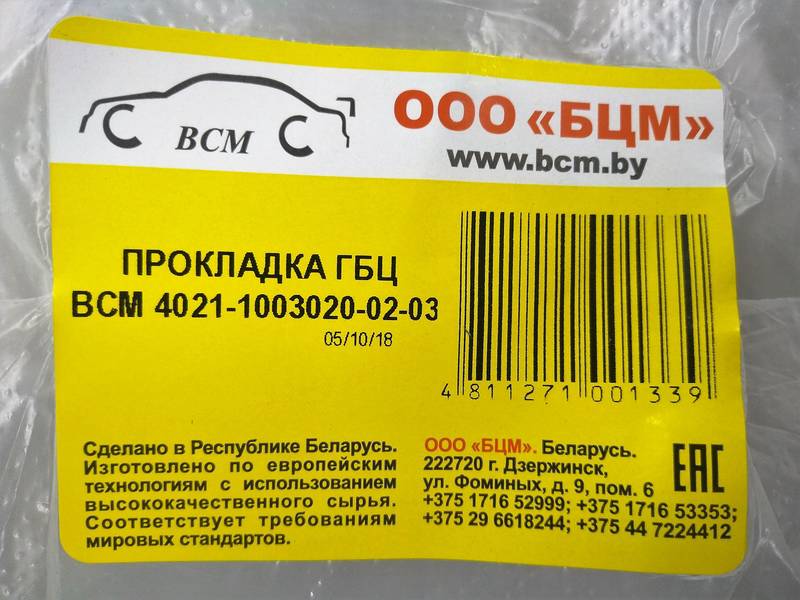 BCM
ООО «БЦМ»
www.bcm.by
ПРОКЛАДКА ГБЦ
ВСМ 4021-1003020-02-03
05/10/18
4 811271 001339
Сделано в Республике Беларусь.
Изготовлено по европейским
технологиям с использованием
высококачественного сырья.
Соответствует требованиям
мировых стандартов.
ООО «БЦМ». Беларусь.
222720 г. Дзержинск,
ул. Фоминых, д. 9, пом. 6
+375 1716 52999; +375 1716 53353;
+375 29 6618244; +375 44 7224412
ЕАС